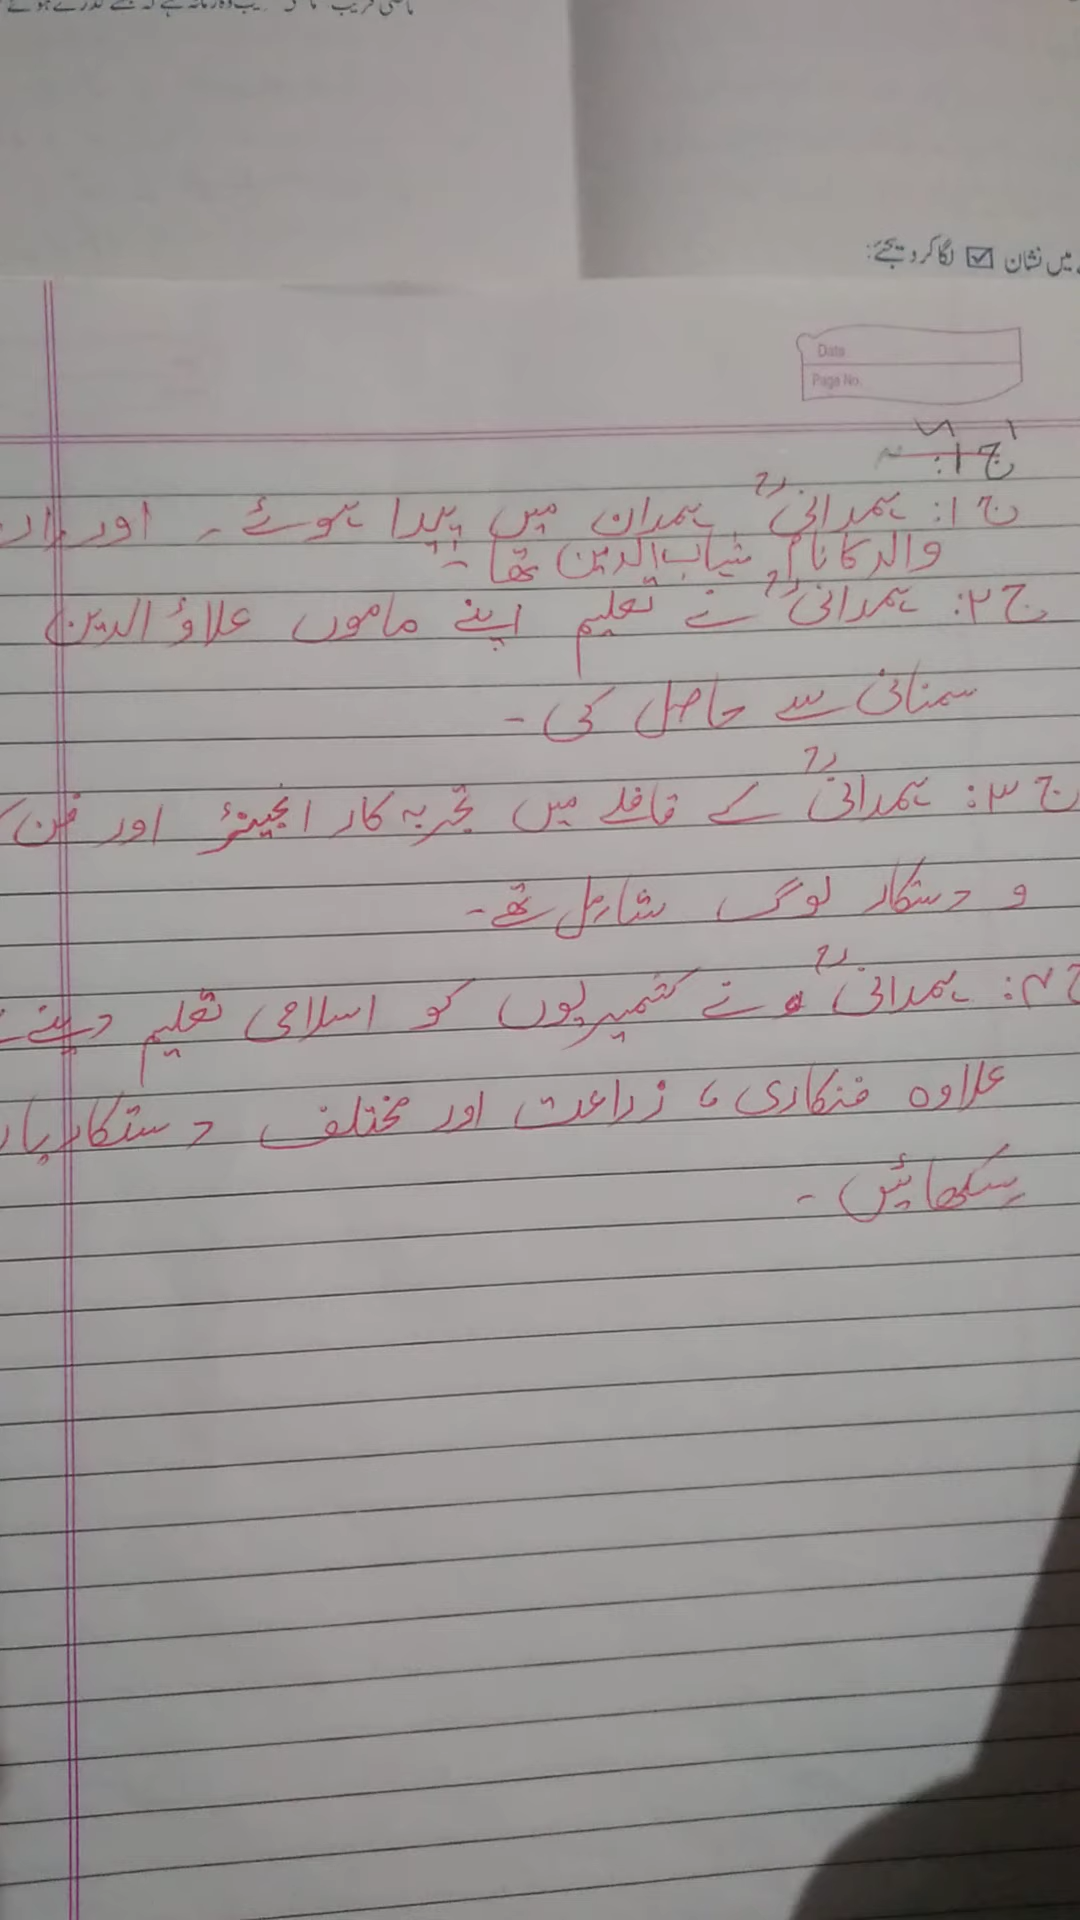 میں نشان ☑ لگا کر دیجئے:
Date
Page No.
ج ا:
ج ۱: ہمدانیؒ ہمدان میں پیدا ہوئے۔ اور
والد کا نام شہاب الدین تھا۔
ج ۲: ہمدانیؒ نے تعلیم اپنے ماموں علاؤ الدین
سمنانی سے حاصل کی۔
ج ۳: ہمدانیؒ کے قافلے میں تجربہ کار انجینئر اور فن
و دستکار لوگ شامل تھے۔
ج ۴: ہمدانیؒ نے کشمیریوں کو اسلامی تعلیم دینے
علاوہ فنکاری، زراعت اور مختلف دستکاریاں
سکھائیں۔